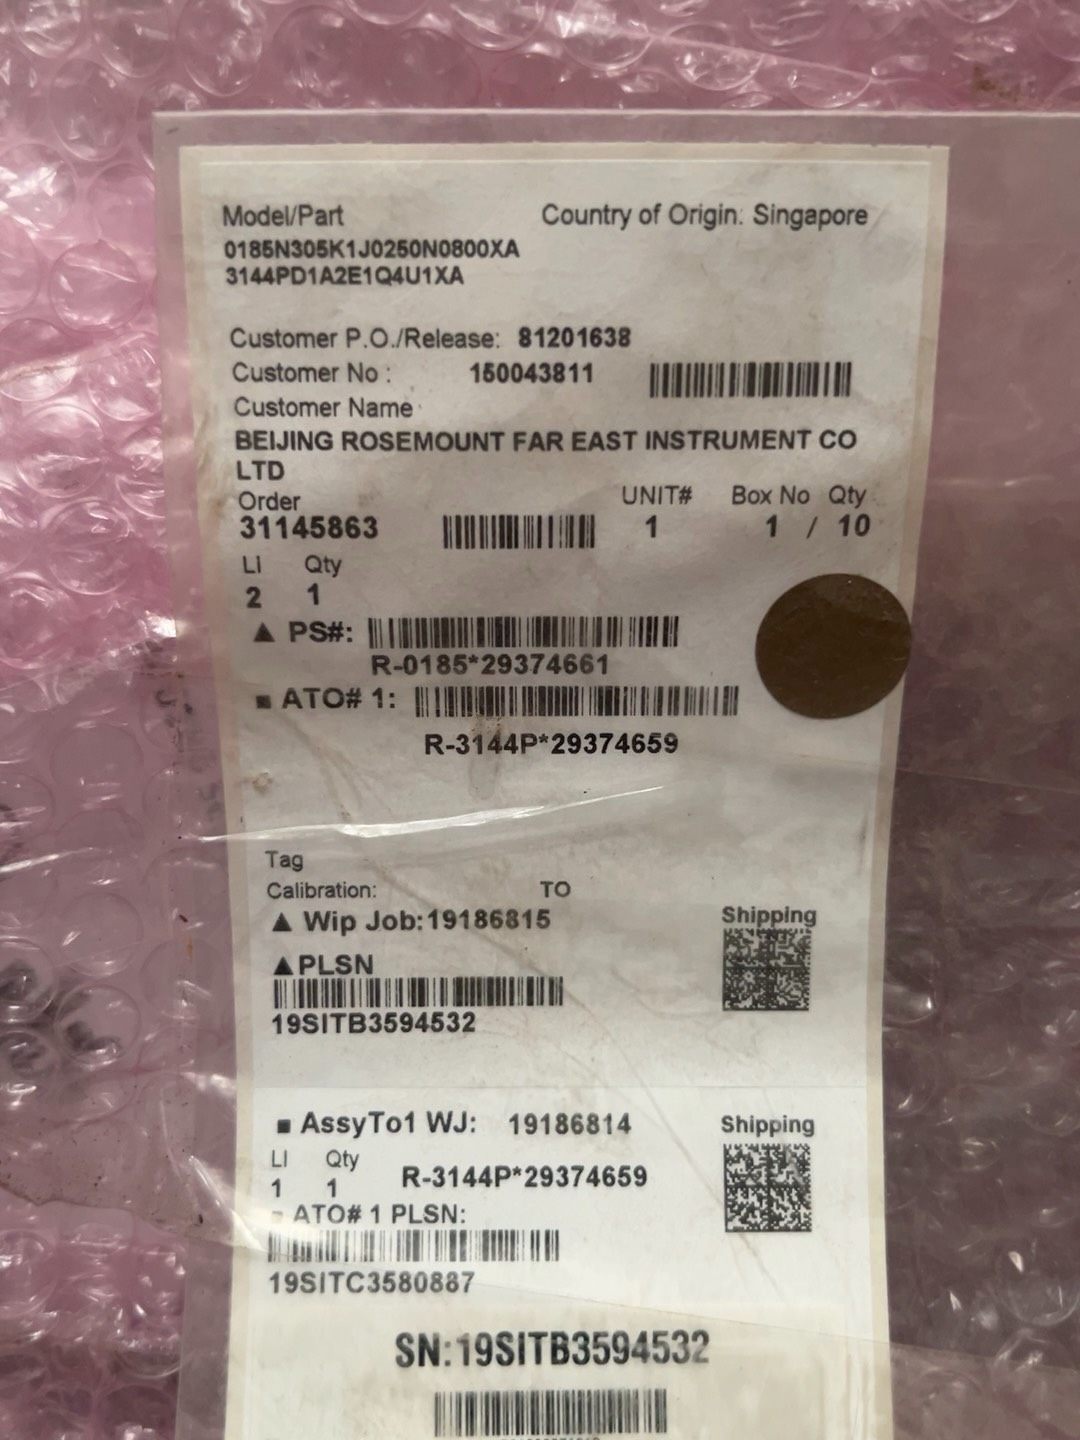 Model/Part Country of Origin: Singapore
0185N305K1J0250N0800XA
3144PD1A2E1Q4U1XA
Customer P.O./Release: 81201638
Customer No : 150043811
Customer Name
BEIJING ROSEMOUNT FAR EAST INSTRUMENT CO
LTD
Order UNIT# Box No Qty
31145863 1 1 / 10
LI Qty
2 1
▲ PS#:
R-0185*29374661
■ ATO# 1:
R-3144P*29374659
Tag
Calibration: TO
▲ Wip Job:19186815 Shipping
▲PLSN
19SITB3594532
■ AssyTo1 WJ: 19186814 Shipping
LI Qty
1 1 R-3144P*29374659
■ ATO# 1 PLSN:
19SITC3580887
SN:19SITB3594532